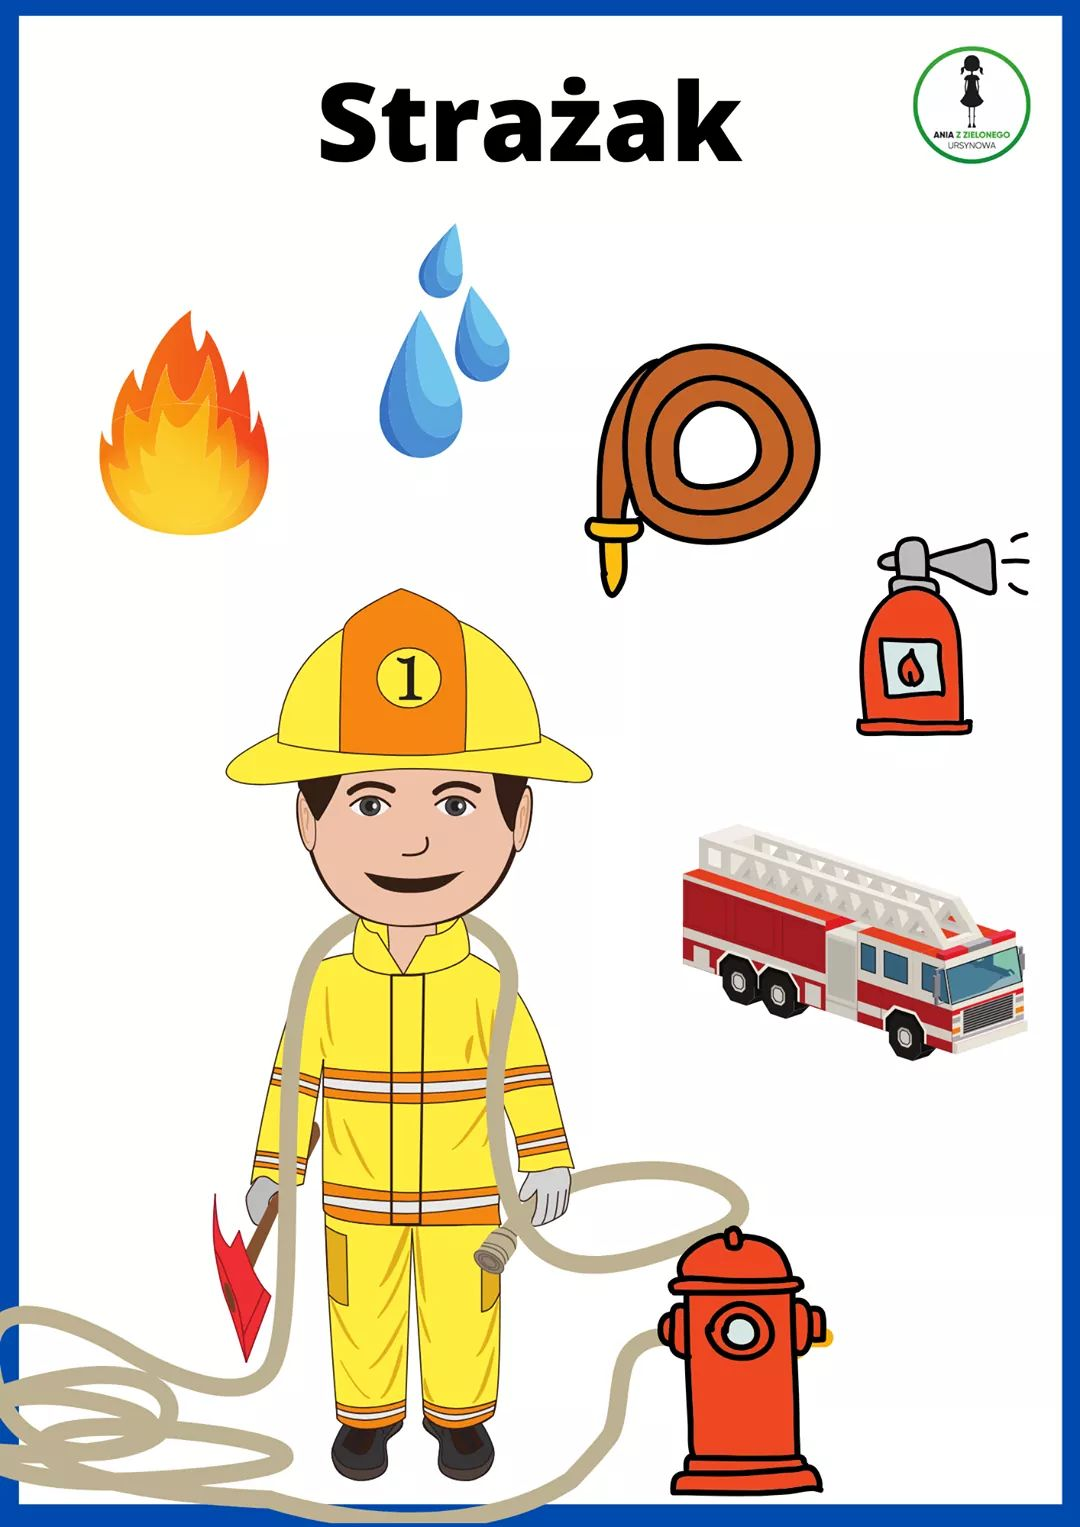 Strażak
ANIA Z ZIELONEGO
URSYNOWA
1